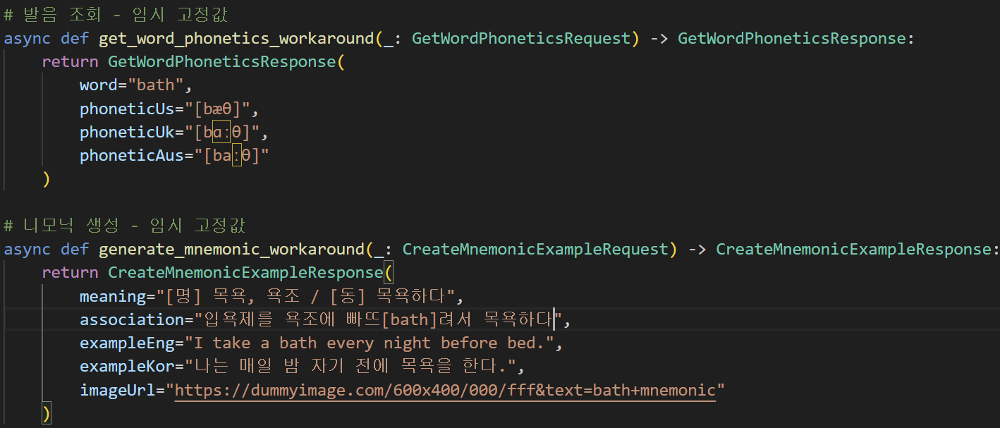 # 발음 조회 - 임시 고정값
async def get_word_phonetics_workaround(_: GetWordPhoneticsRequest) -> GetWordPhoneticsResponse:
    return GetWordPhoneticsResponse(
        word="bath",
        phoneticUs="[bæθ]",
        phoneticUk="[bɑːθ]",
        phoneticAus="[baːθ]"
    )

# 니모닉 생성 - 임시 고정값
async def generate_mnemonic_workaround(_: CreateMnemonicExampleRequest) -> CreateMnemonicExampleResponse:
    return CreateMnemonicExampleResponse(
        meaning="[명] 목욕, 욕조 / [동] 목욕하다",
        association="입욕제를 욕조에 빠뜨[bath]려서 목욕하다",
        exampleEng="I take a bath every night before bed.",
        exampleKor="나는 매일 밤 자기 전에 목욕을 한다.",
        imageUrl="https://dummyimage.com/600x400/000/fff&text=bath+mnemonic"
    )